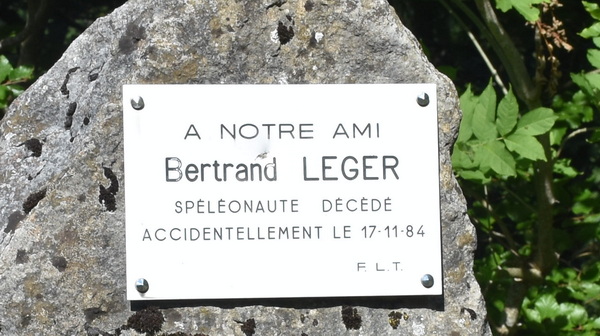 A NOTRE AMI
Bertrand LEGER
SPÉLÉONAUTE DÉCÉDÉ
ACCIDENTELLEMENT LE 17-11-84
F. L.T.